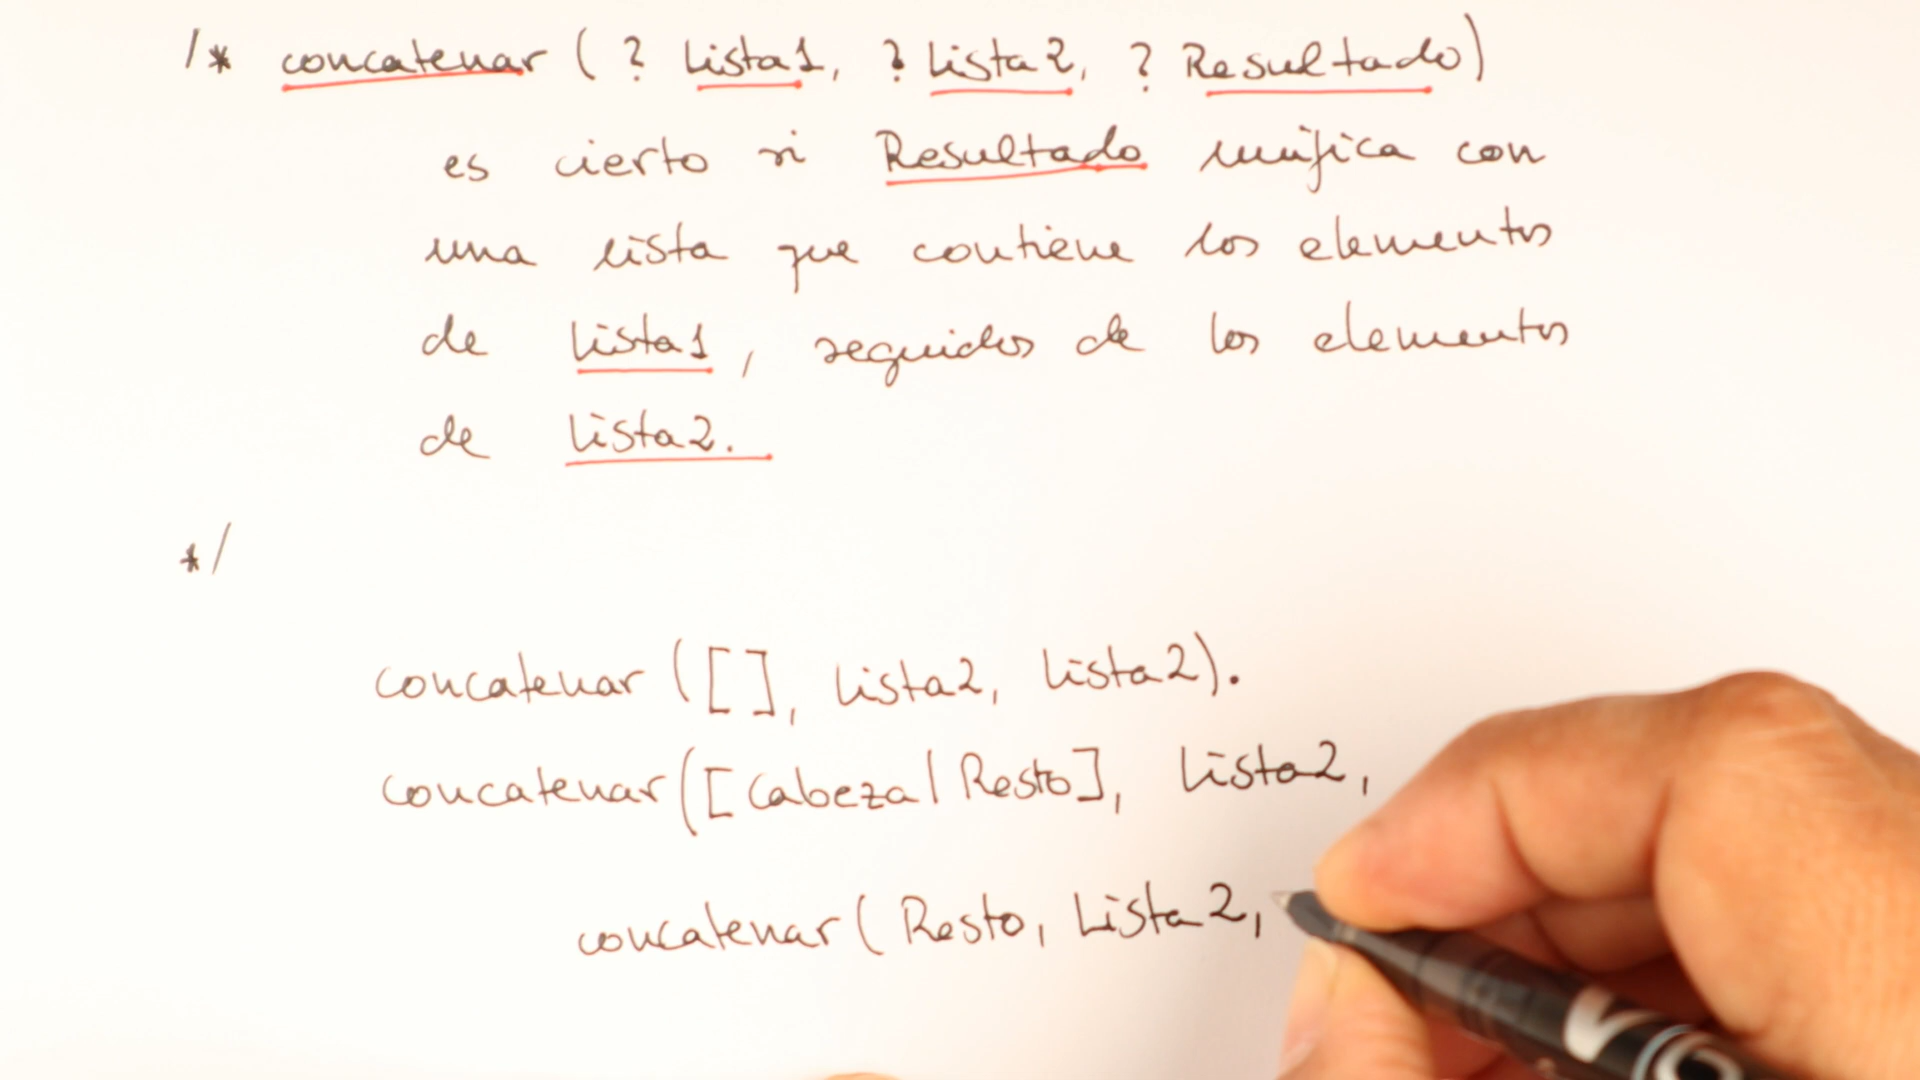 /* concatenar (? Lista1, ? Lista2, ? Resultado)
es cierto si Resultado unifica con
una lista que contiene los elementos
de Lista1, seguidos de los elementos
de Lista2.
*/
concatenar ([], Lista2, Lista2).
concatenar([Cabeza|Resto], Lista2,
concatenar(Resto, Lista2,